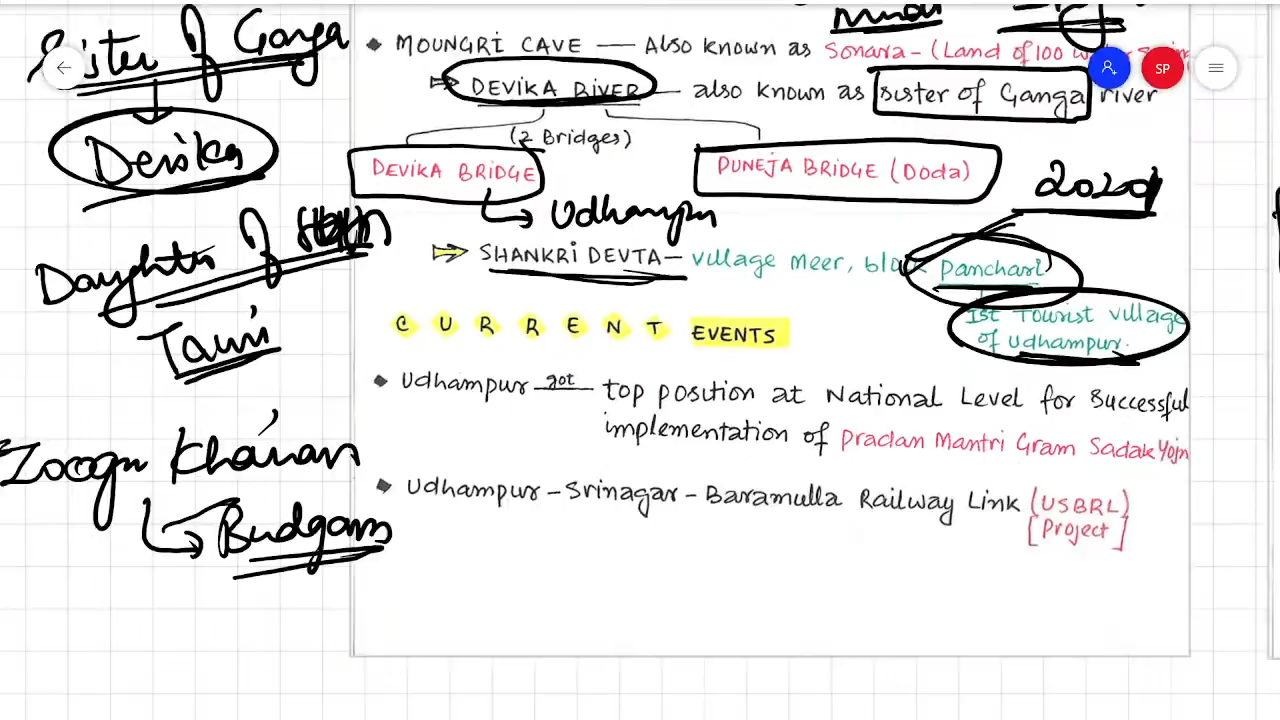 Sister of Ganga
Devika
Daughter of
Tawi
Zoogu Kharian
Budgam
MOUNGRI CAVE — Also known as Sonara - (Land of 100
DEVIKA RIVER — also known as sister of Ganga river
(2 Bridges)
DEVIKA BRIDGE
PUNEJA BRIDGE (Doda)
Udhampur
SHANKRI DEVTA — village Meer, block Panchari
Ist Tourist village
of Udhampur.
CURRENT EVENTS
Udhampur got top position at National Level for Successful
implementation of Pradan Mantri Gram Sadak Yojn
Udhampur - Srinagar - Baramulla Railway Link (USBRL)
[Project]
SP